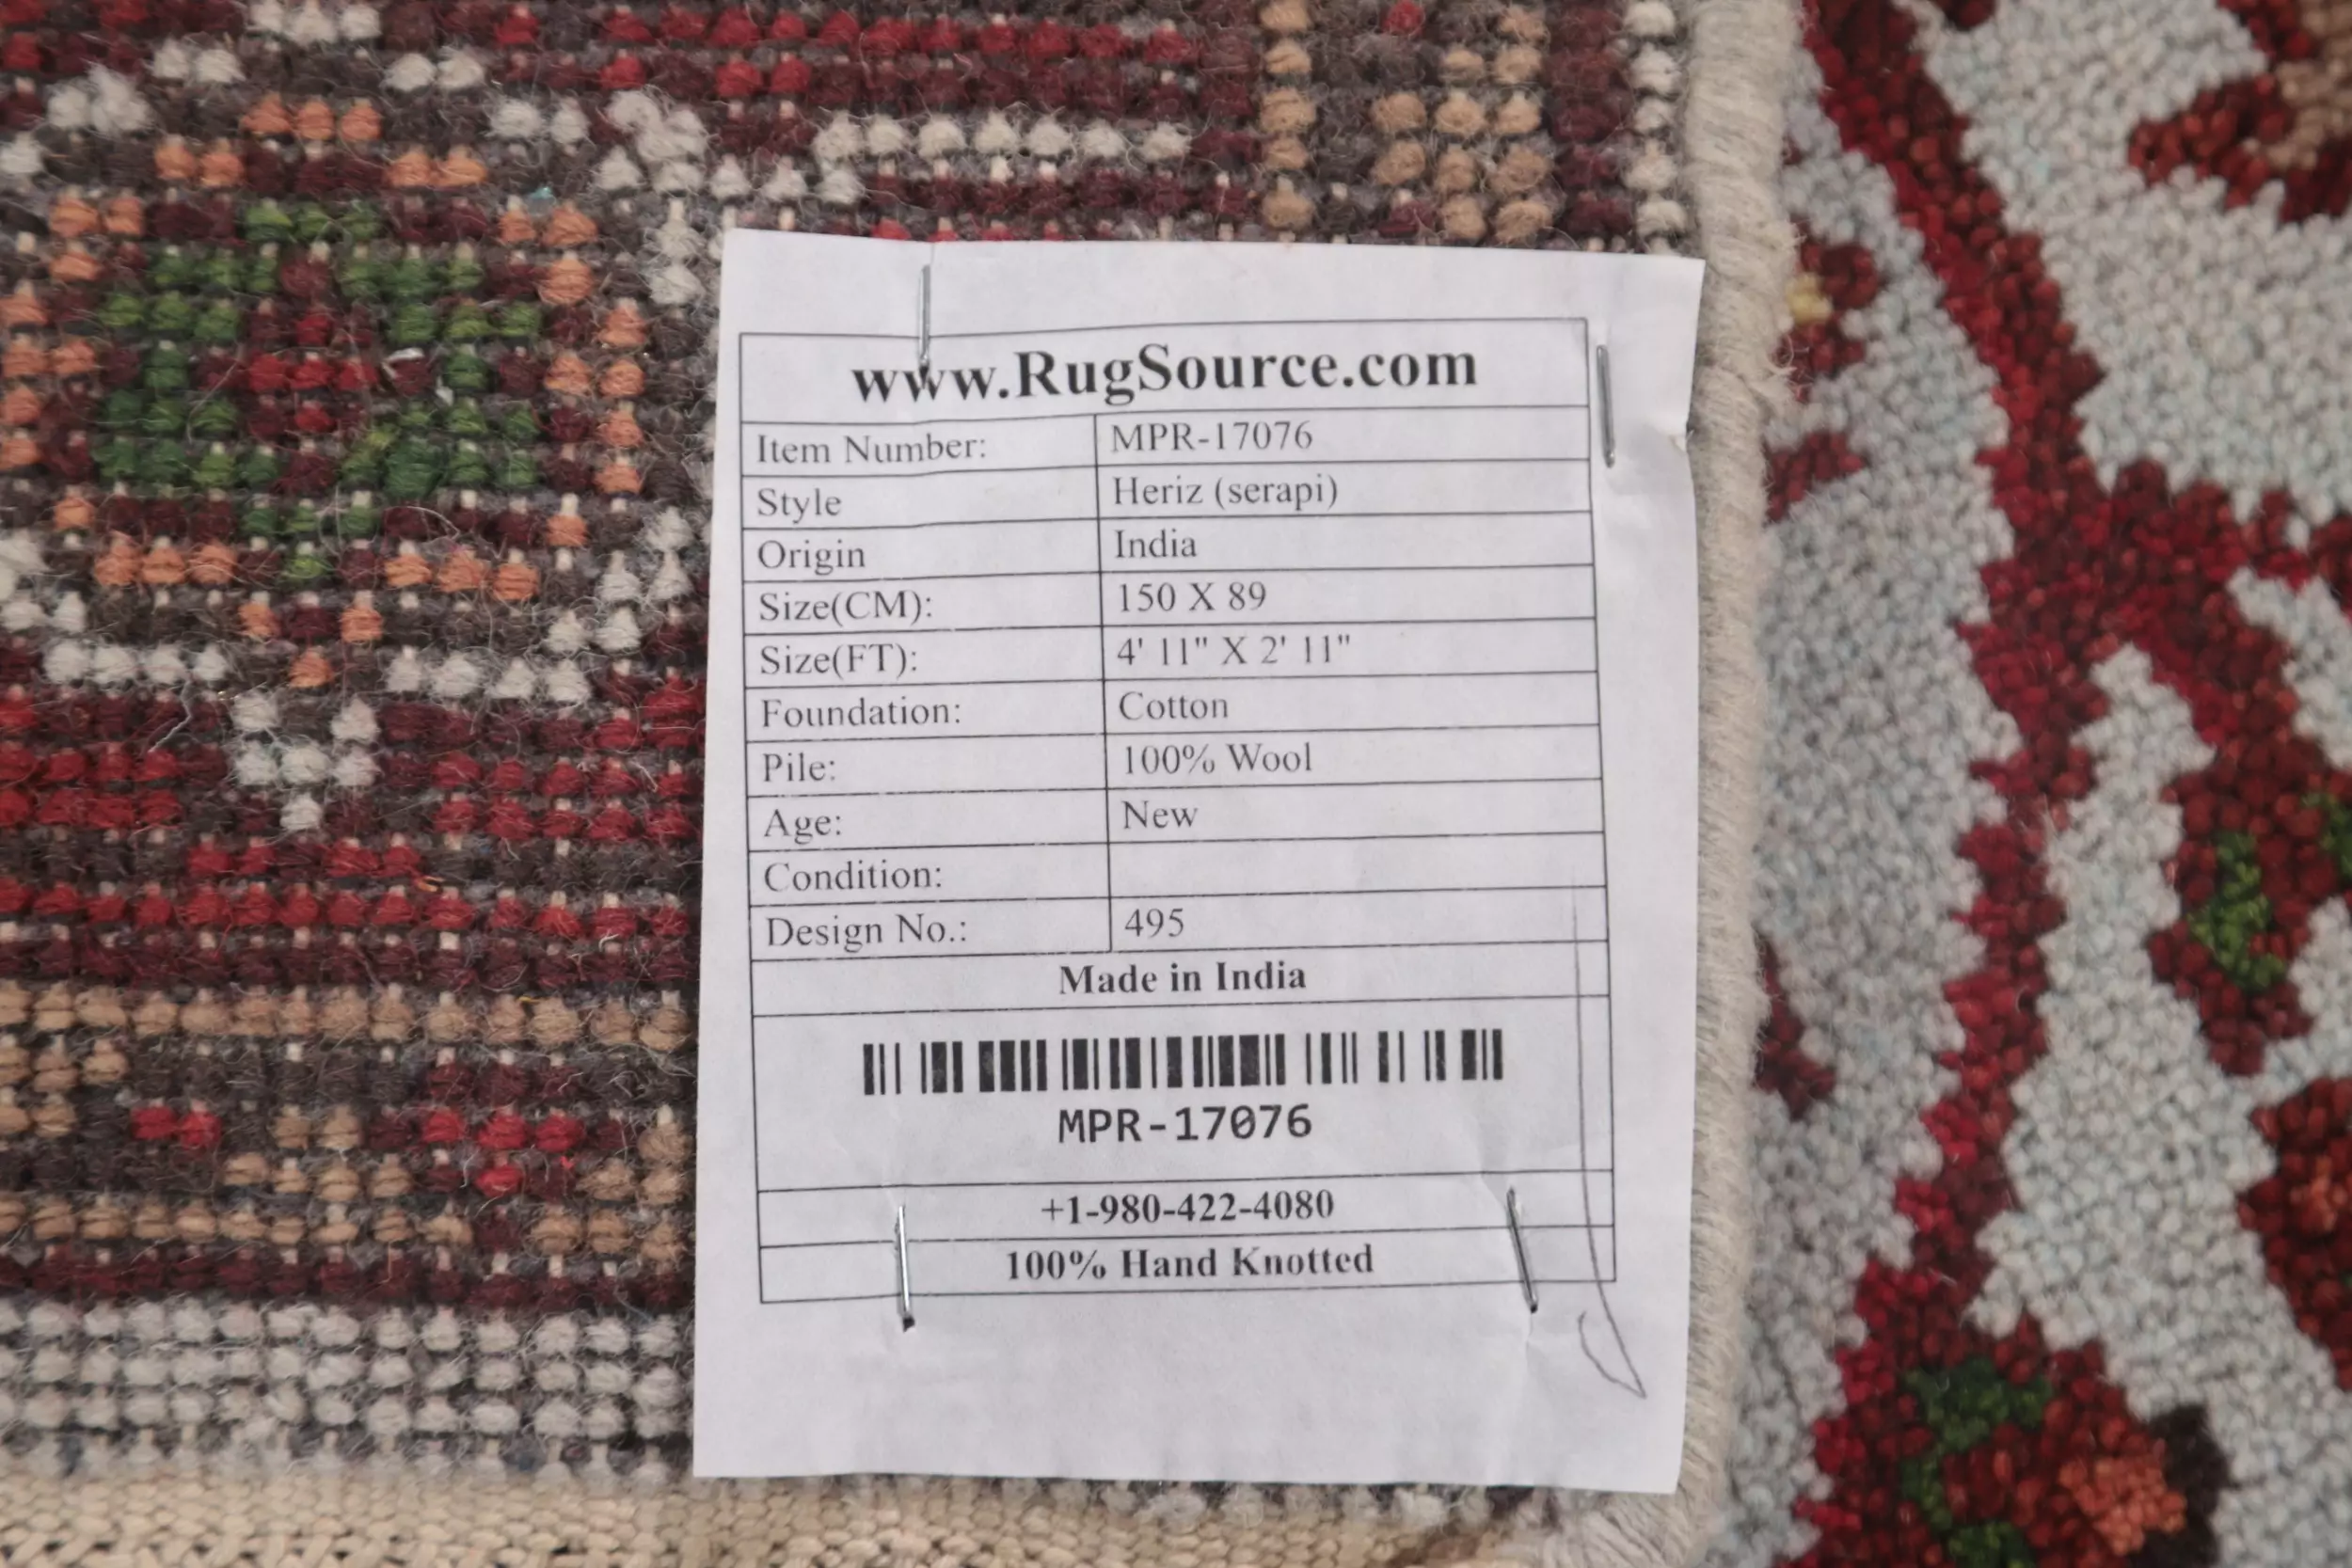 www.RugSource.com
Item Number: MPR-17076
Style Heriz (serapi)
Origin India
Size(CM): 150 X 89
Size(FT): 4' 11" X 2' 11"
Foundation: Cotton
Pile: 100% Wool
Age: New
Condition:
Design No.: 495
Made in India
MPR-17076
+1-980-422-4080
100% Hand Knotted